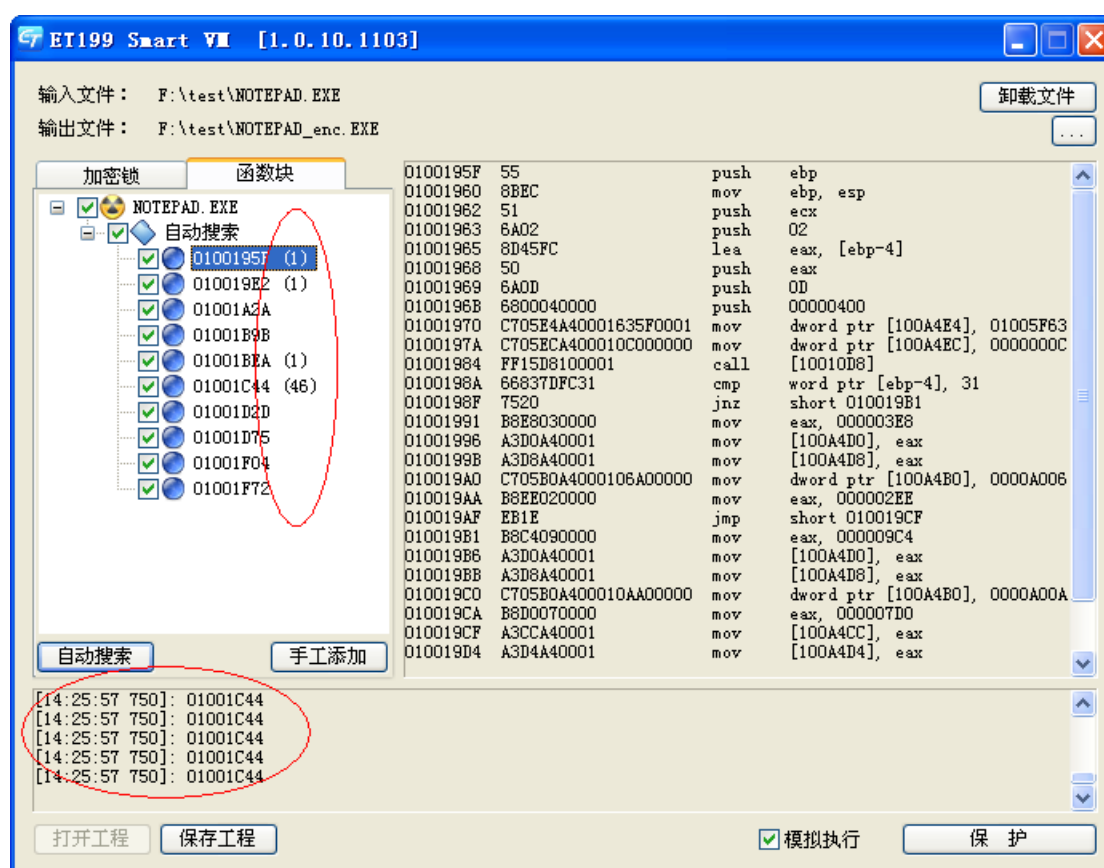 ET199 Smart VM [1.0.10.1103]
输入文件： F:\test\NOTEPAD.EXE
卸载文件
输出文件： F:\test\NOTEPAD_enc.EXE
...
加密锁 函数块
NOTEPAD.EXE
自动搜索
0100195F (1)
010019E2 (1)
01001A2A
01001B9B
01001BEA (1)
01001C44 (46)
01001D2D
01001D75
01001F04
01001F72
自动搜索 手工添加
0100195F 55 push ebp
01001960 8BEC mov ebp, esp
01001962 51 push ecx
01001963 6A02 push 02
01001965 8D45FC lea eax, [ebp-4]
01001968 50 push eax
01001969 6A0D push 0D
0100196B 6800040000 push 00000400
01001970 C705E4A40001635F0001 mov dword ptr [100A4E4], 01005F63
0100197A C705ECA400010C000000 mov dword ptr [100A4EC], 0000000C
01001984 FF15D8100001 call [10010D8]
0100198A 66837DFC31 cmp word ptr [ebp-4], 31
0100198F 7520 jnz short 010019B1
01001991 B8E8030000 mov eax, 000003E8
01001996 A3D0A40001 mov [100A4D0], eax
0100199B A3D8A40001 mov [100A4D8], eax
010019A0 C705B0A4000106A00000 mov dword ptr [100A4B0], 0000A006
010019AA B8EE020000 mov eax, 000002EE
010019AF EB1E jmp short 010019CF
010019B1 B8C4090000 mov eax, 000009C4
010019B6 A3D0A40001 mov [100A4D0], eax
010019BB A3D8A40001 mov [100A4D8], eax
010019C0 C705B0A400010AA00000 mov dword ptr [100A4B0], 0000A00A
010019CA B8D0070000 mov eax, 000007D0
010019CF A3CCA40001 mov [100A4CC], eax
010019D4 A3D4A40001 mov [100A4D4], eax
[14:25:57 750]: 01001C44
[14:25:57 750]: 01001C44
[14:25:57 750]: 01001C44
[14:25:57 750]: 01001C44
[14:25:57 750]: 01001C44
打开工程 保存工程 模拟执行 保 护